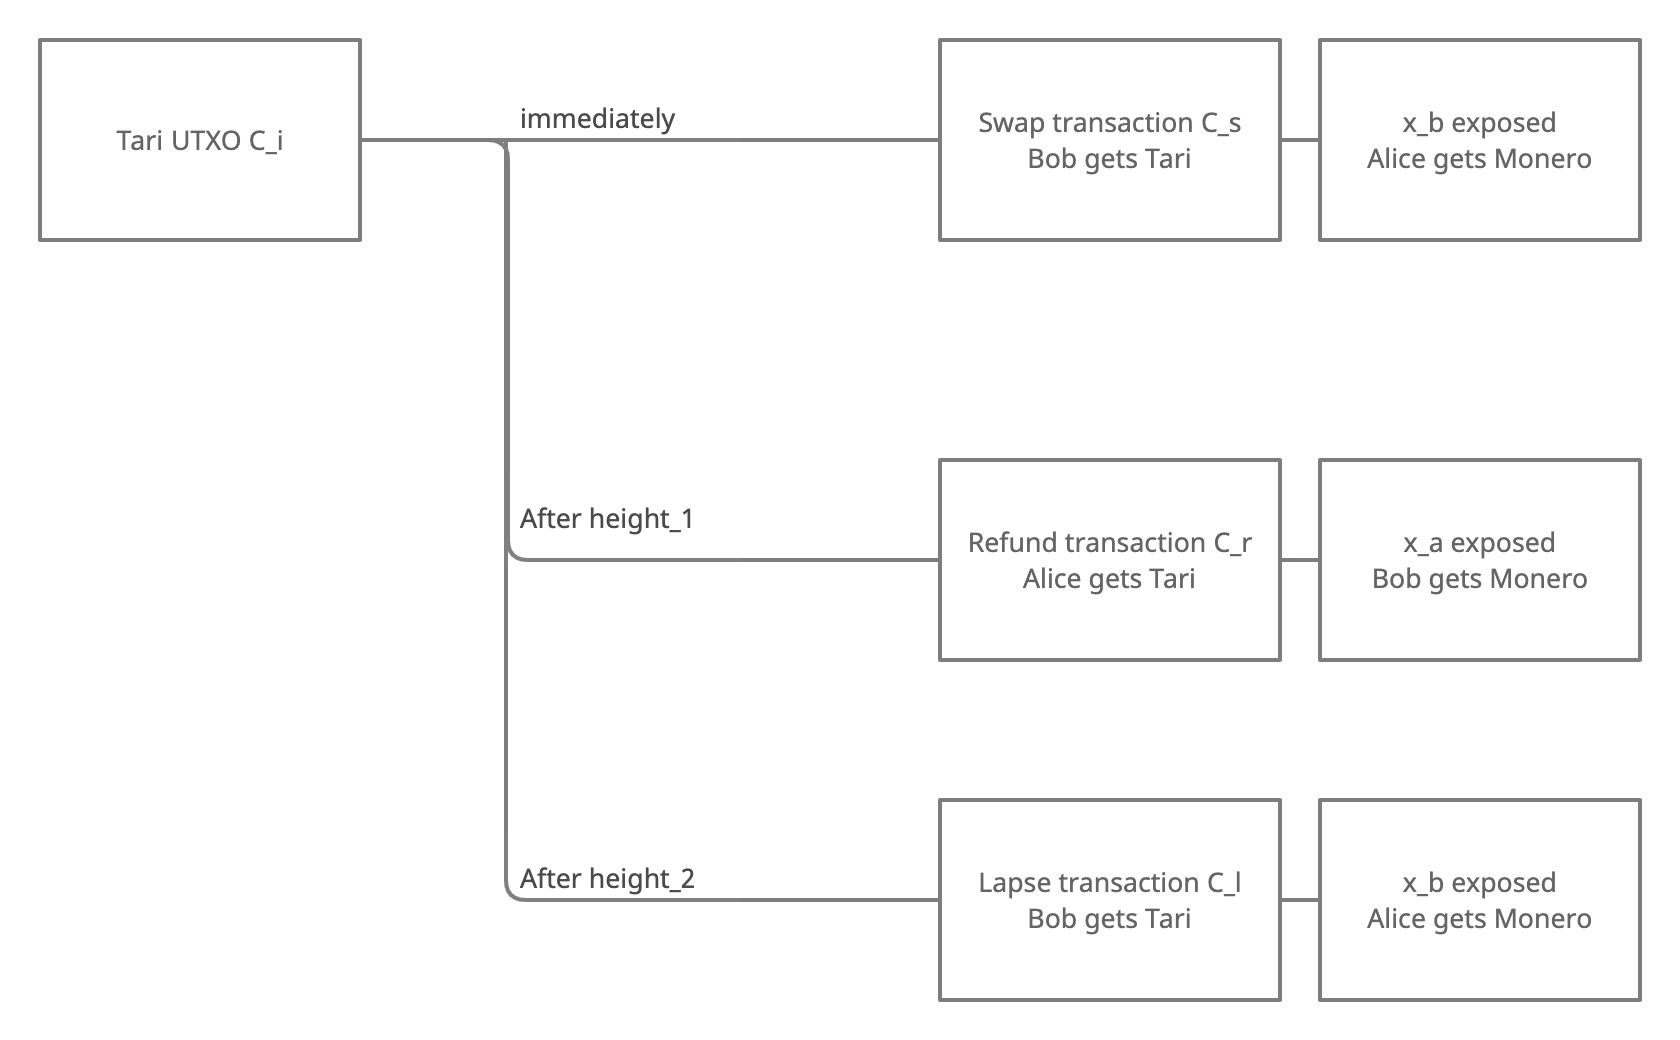 Tari UTXO C_i
immediately
Swap transaction C_s
Bob gets Tari
x_b exposed
Alice gets Monero
After height_1
Refund transaction C_r
Alice gets Tari
x_a exposed
Bob gets Monero
After height_2
Lapse transaction C_l
Bob gets Tari
x_b exposed
Alice gets Monero